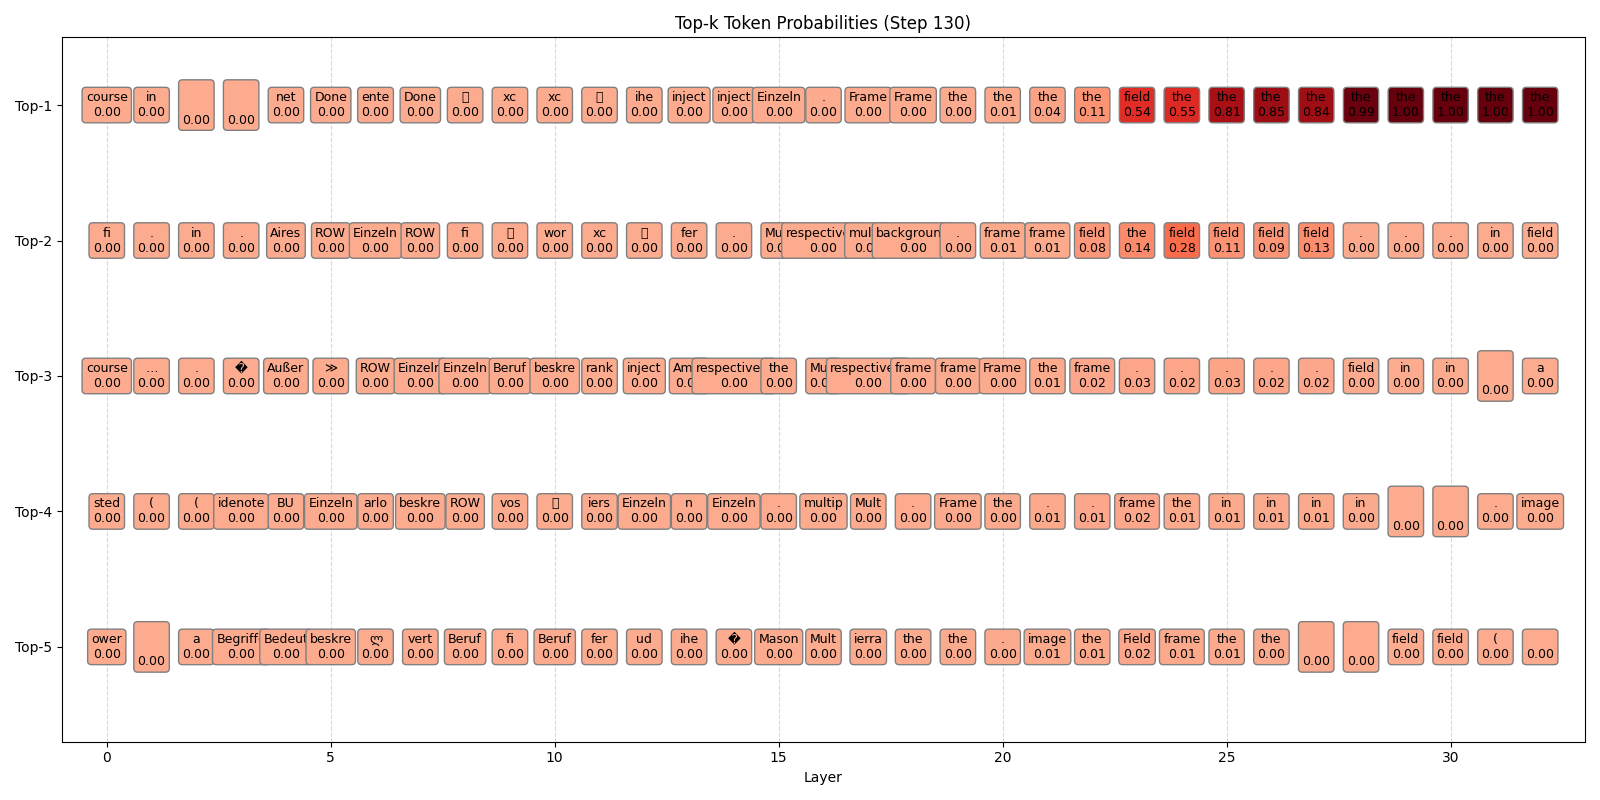 Top-k Token Probabilities (Step 130)
Top-1
course in net Done ente Done xc xc ihe inject inject Einzeln . Frame Frame the the the the field the the the the the the the the the
0.00 0.00 0.00 0.00 0.00 0.00 0.00 0.00 0.00 0.00 0.00 0.00 0.00 0.00 0.00 0.00 0.00 0.00 0.00 0.00 0.01 0.04 0.11 0.54 0.55 0.81 0.85 0.84 0.99 1.00 1.00 1.00 1.00
Top-2
fi . in . Aires ROW Einzeln ROW fi wor xc fer . respectiv backgroun . frame frame field the field field field field . . . in field
0.00 0.00 0.00 0.00 0.00 0.00 0.00 0.00 0.00 0.00 0.00 0.00 0.00 0.00 0.00 0.00 0.00 0.00 0.01 0.01 0.08 0.14 0.28 0.11 0.09 0.13 0.00 0.00 0.00 0.00 0.00
Top-3
course ... . � Außer ≫ ROW Einzeln Einzeln Beruf beskre rank inject respective the respective frame frame Frame the frame . . . . . field in in a
0.00 0.00 0.00 0.00 0.00 0.00 0.00 0.00 0.00 0.00 0.00 0.00 0.00 0.00 0.00 0.00 0.00 0.00 0.00 0.01 0.02 0.03 0.02 0.03 0.02 0.02 0.00 0.00 0.00 0.00 0.00
Top-4
sted ( ( idenote BU Einzeln arlo beskre ROW vos iers Einzeln n Einzeln . multip Mult . Frame the . . frame the in in in in . image
0.00 0.00 0.00 0.00 0.00 0.00 0.00 0.00 0.00 0.00 0.00 0.00 0.00 0.00 0.00 0.00 0.00 0.00 0.00 0.00 0.00 0.01 0.01 0.02 0.01 0.01 0.01 0.01 0.00 0.00 0.00 0.00 0.00
Top-5
ower a Begriff Bedeut beskre ლ vert Beruf fi Beruf fer ud ihe � Mason Mult ierra the the . image the Field frame the the field field (
0.00 0.00 0.00 0.00 0.00 0.00 0.00 0.00 0.00 0.00 0.00 0.00 0.00 0.00 0.00 0.00 0.00 0.00 0.00 0.00 0.00 0.01 0.01 0.02 0.01 0.01 0.00 0.00 0.00 0.00 0.00 0.00 0.00
0 5 10 15 20 25 30
Layer